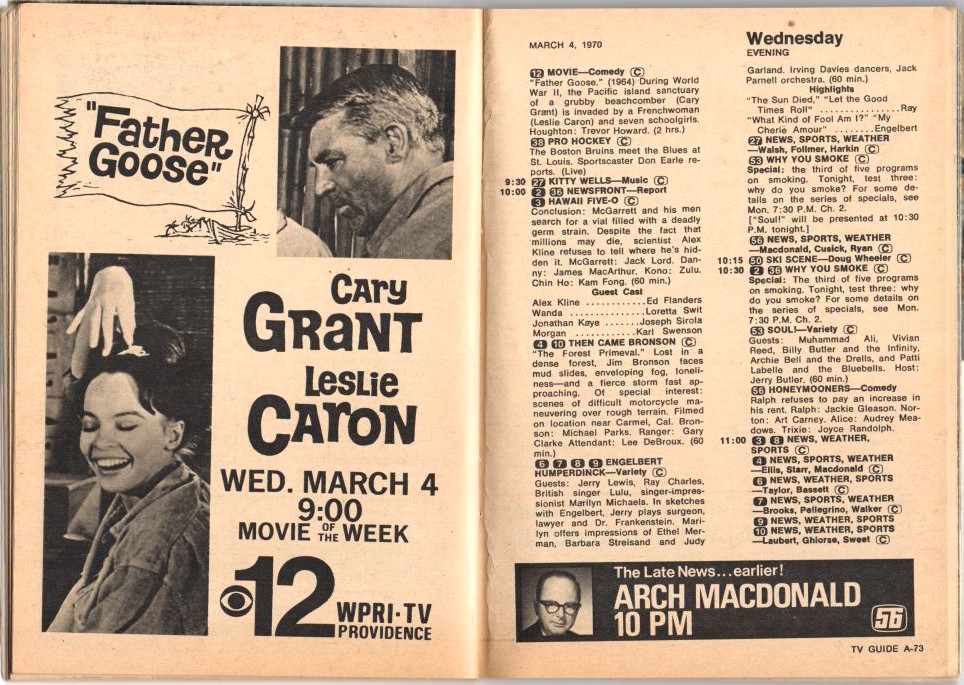 "Father
Goose"
Cary
Grant
Leslie
Caron
WED. MARCH 4
9:00
MOVIE OF THE WEEK
12
WPRI·TV
PROVIDENCE
MARCH 4, 1970
12 MOVIE—Comedy (C)
"Father Goose." (1964) During World
War II, the Pacific island sanctuary
of a grubby beachcomber (Cary
Grant) is invaded by a Frenchwoman
(Leslie Caron) and seven schoolgirls.
Houghton: Trevor Howard. (2 hrs.)
38 PRO HOCKEY (C)
The Boston Bruins meet the Blues at
St. Louis. Sportscaster Don Earle re-
ports. (Live)
9:30 27 KITTY WELLS—Music (C)
10:00 2 36 NEWSFRONT—Report
3 HAWAII FIVE-O (C)
Conclusion: McGarrett and his men
search for a vial filled with a deadly
germ strain. Despite the fact that
millions may die, scientist Alex
Kline refuses to tell where he's hid-
den it. McGarrett: Jack Lord. Dan-
ny: James MacArthur. Kono: Zulu.
Chin Ho: Kam Fong. (60 min.)
Guest Cast
Alex Kline ............Ed Flanders
Wanda ...............Loretta Swit
Jonathan Kaye .......Joseph Sirola
Morgan ..............Karl Swenson
4 10 THEN CAME BRONSON (C)
"The Forest Primeval." Lost in a
dense forest, Jim Bronson faces
mud slides, enveloping fog, loneli-
ness—and a fierce storm fast ap-
proaching. Of special interest:
scenes of difficult motorcycle ma-
neuvering over rough terrain. Filmed
on location near Carmel, Cal. Bron-
son: Michael Parks. Ranger: Gary
Clarke Attendant: Lee DeBroux. (60
min.)
6 7 8 9 ENGELBERT
HUMPERDINCK—Variety (C)
Guests: Jerry Lewis, Ray Charles,
British singer Lulu, singer-impres-
sionist Marilyn Michaels. In sketches
with Engelbert, Jerry plays surgeon,
lawyer and Dr. Frankenstein. Mari-
lyn offers impressions of Ethel Mer-
man, Barbara Streisand and Judy
Wednesday
EVENING
Garland. Irving Davies dancers, Jack
Parnell orchestra. (60 min.)
Highlights
"The Sun Died," "Let the Good
Times Roll" ................Ray
"What Kind of Fool Am I?" "My
Cherie Amour" ........Engelbert
27 NEWS, SPORTS, WEATHER
—Walsh, Follmer, Harkin (C)
53 WHY YOU SMOKE (C)
Special: the third of five programs
on smoking. Tonight, test three:
why do you smoke? For some de-
tails on the series of specials, see
Mon. 7:30 P.M. Ch. 2.
["Soul!" will be presented at 10:30
P.M. tonight.]
56 NEWS, SPORTS, WEATHER
—Macdonald, Cusick, Ryan (C)
10:15 50 SKI SCENE—Doug Wheeler (C)
10:30 2 36 WHY YOU SMOKE (C)
Special: The third of five programs
on smoking. Tonight, test three: why
do you smoke? For some details on
the series of specials, see Mon.
7:30 P.M. Ch. 2.
53 SOUL!—Variety (C)
Guests: Muhammad Ali, Vivian
Reed, Billy Butler and the Infinity,
Archie Bell and the Drells, and Patti
Labelle and the Bluebells. Host:
Jerry Butler. (60 min.)
56 HONEYMOONERS—Comedy
Ralph refuses to pay an increase in
his rent. Ralph: Jackie Gleason. Nor-
ton: Art Carney. Alice: Audrey Mea-
dows. Trixie: Joyce Randolph.
11:00 3 8 NEWS, WEATHER,
SPORTS (C)
4 NEWS, SPORTS, WEATHER
—Ellis, Starr, Macdonald (C)
6 NEWS, WEATHER, SPORTS
—Taylor, Bassett (C)
7 NEWS, SPORTS, WEATHER
—Brooks, Pellegrino, Walker (C)
9 NEWS, WEATHER, SPORTS
10 NEWS, WEATHER, SPORTS
—Laubert, Ghiorse, Sweet (C)
The Late News...earlier!
ARCH MACDONALD
10 PM
56
TV GUIDE A-73